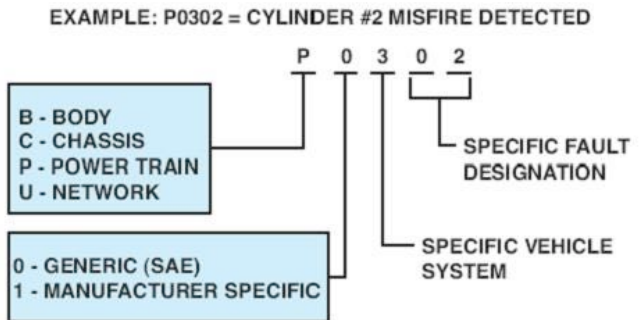 EXAMPLE: P0302 = CYLINDER #2 MISFIRE DETECTED
P 0 3 0 2
B - BODY
C - CHASSIS
P - POWER TRAIN
U - NETWORK
SPECIFIC FAULT
DESIGNATION
0 - GENERIC (SAE)
1 - MANUFACTURER SPECIFIC
SPECIFIC VEHICLE
SYSTEM